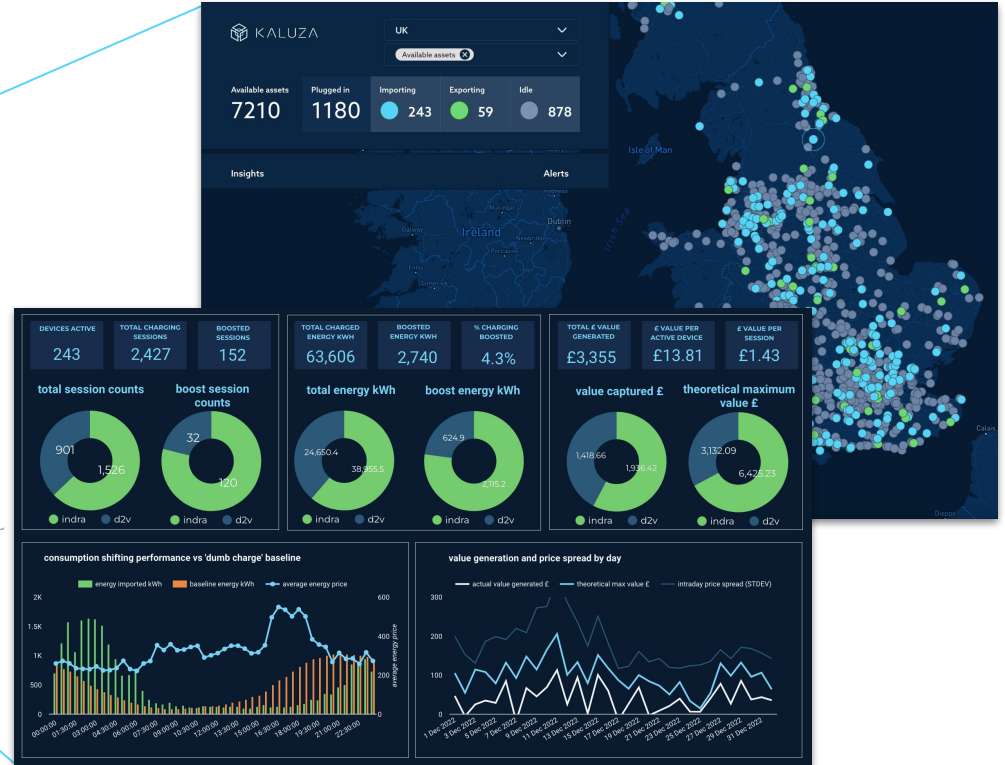 KALUZA
UK
Available assets
Available assets
7210
Plugged in
1180
Importing
243
Exporting
59
Idle
878
Insights
Alerts
Isle of Man
Irish Sea
Mullingar
Dublin
Galway
Ireland
Newbridge
Portlaoise
Ennis
Limerick
Calais
Dieppe
DEVICES ACTIVE
243
TOTAL CHARGING
SESSIONS
2,427
BOOSTED
SESSIONS
152
total session counts
901
1,526
boost session
counts
32
120
indra
d2v
indra
d2v
TOTAL CHARGED
ENERGY KWH
63,606
BOOSTED
ENERGY KWH
2,740
% CHARGING
BOOSTED
4.3%
total energy kWh
24,650.4
38,955.5
boost energy kWh
624.9
2,115.2
indra
d2v
indra
d2v
TOTAL £ VALUE
GENERATED
£3,355
£ VALUE PER
ACTIVE DEVICE
£13.81
£ VALUE PER
SESSION
£1.43
value captured £
1,418.66
1,936.42
theoretical maximum
value £
3,132.09
6,425.23
indra
d2v
indra
d2v
consumption shifting performance vs 'dumb charge' baseline
energy imported kWh
baseline energy kWh
average energy price
2K
1.5K
1K
500
0
600
400
200
0
average energy price
00:00:00
01:30:00
03:00:00
04:30:00
06:00:00
07:30:00
09:00:00
10:30:00
12:00:00
13:30:00
15:00:00
16:30:00
18:00:00
19:30:00
21:00:00
22:30:00
value generation and price spread by day
actual value generated £
theoretical max value £
intraday price spread (STDEV)
300
200
100
0
1 Dec 2022
3 Dec 2022
5 Dec 2022
7 Dec 2022
9 Dec 2022
11 Dec 2022
13 Dec 2022
15 Dec 2022
17 Dec 2022
19 Dec 2022
21 Dec 2022
23 Dec 2022
25 Dec 2022
27 Dec 2022
29 Dec 2022
31 Dec 2022